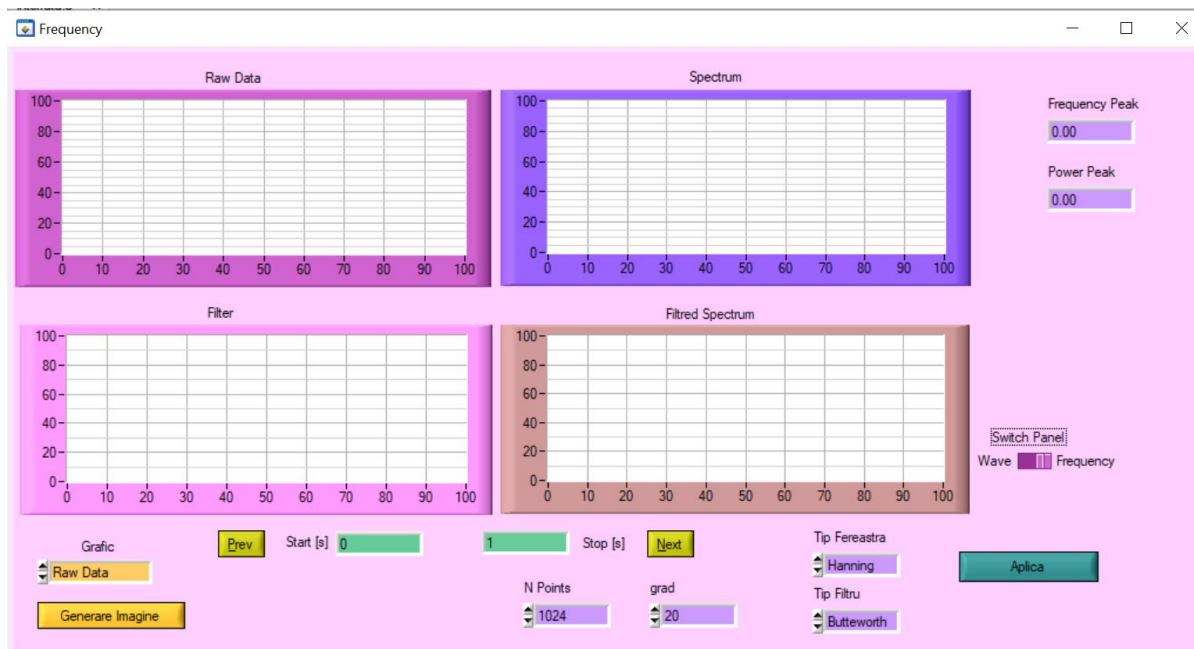 Frequency
Raw Data
100
80
60
40
20
0
0 10 20 30 40 50 60 70 80 90 100
Spectrum
100
80
60
40
20
0
0 10 20 30 40 50 60 70 80 90 100
Frequency Peak
0.00
Power Peak
0.00
Filter
100
80
60
40
20
0
0 10 20 30 40 50 60 70 80 90 100
Filtred Spectrum
100
80
60
40
20
0
0 10 20 30 40 50 60 70 80 90 100
Switch Panel
Wave Frequency
Grafic
Raw Data
Generare Imagine
Prev
Start [s] 0
1 Stop [s]
Next
N Points
1024
grad
20
Tip Fereastra
Hanning
Tip Filtru
Butteworth
Aplica